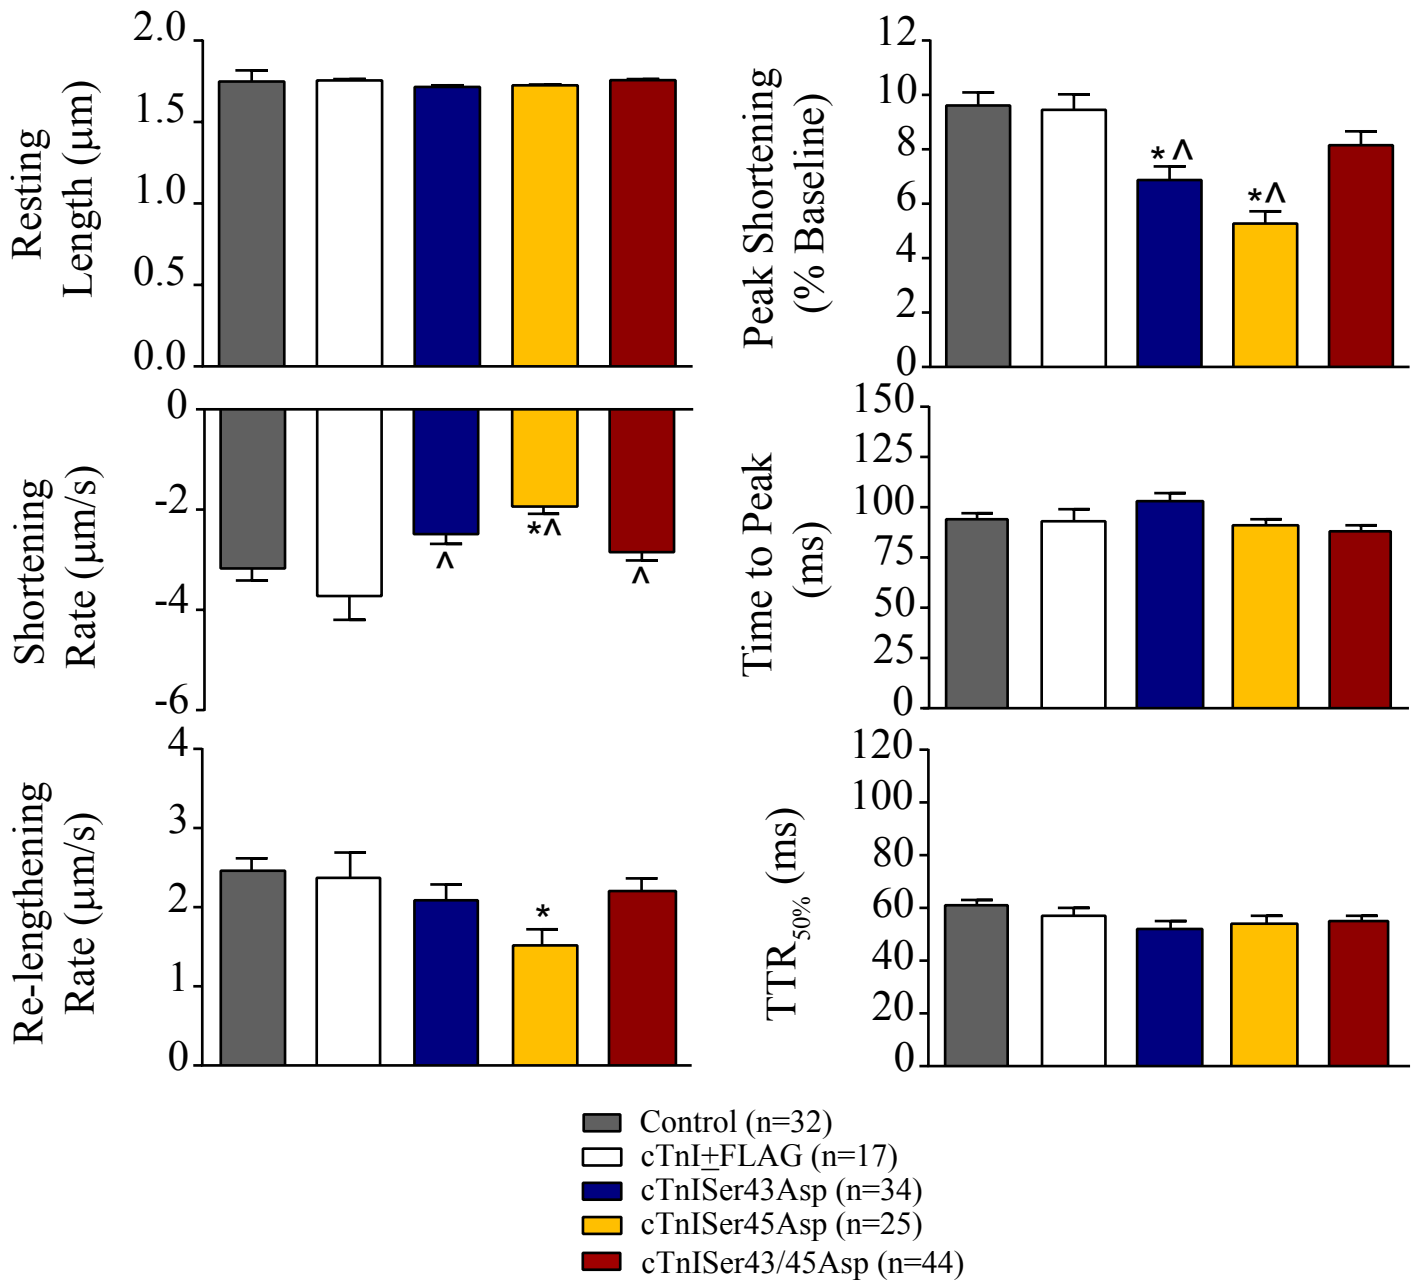 Resting
Length (μm)
2.0
1.5
1.0
0.5
0.0
Peak Shortening
(% Baseline)
12
10
8
6
4
2
0
*^
*^
Shortening
Rate (μm/s)
0
-2
-4
-6
^
*^
^
Time to Peak
(ms)
150
125
100
75
50
25
0
Re-lengthening
Rate (μm/s)
4
3
2
1
0
*
TTR50% (ms)
120
100
80
60
40
20
0
Control (n=32)
cTnI±FLAG (n=17)
cTnISer43Asp (n=34)
cTnISer45Asp (n=25)
cTnISer43/45Asp (n=44)